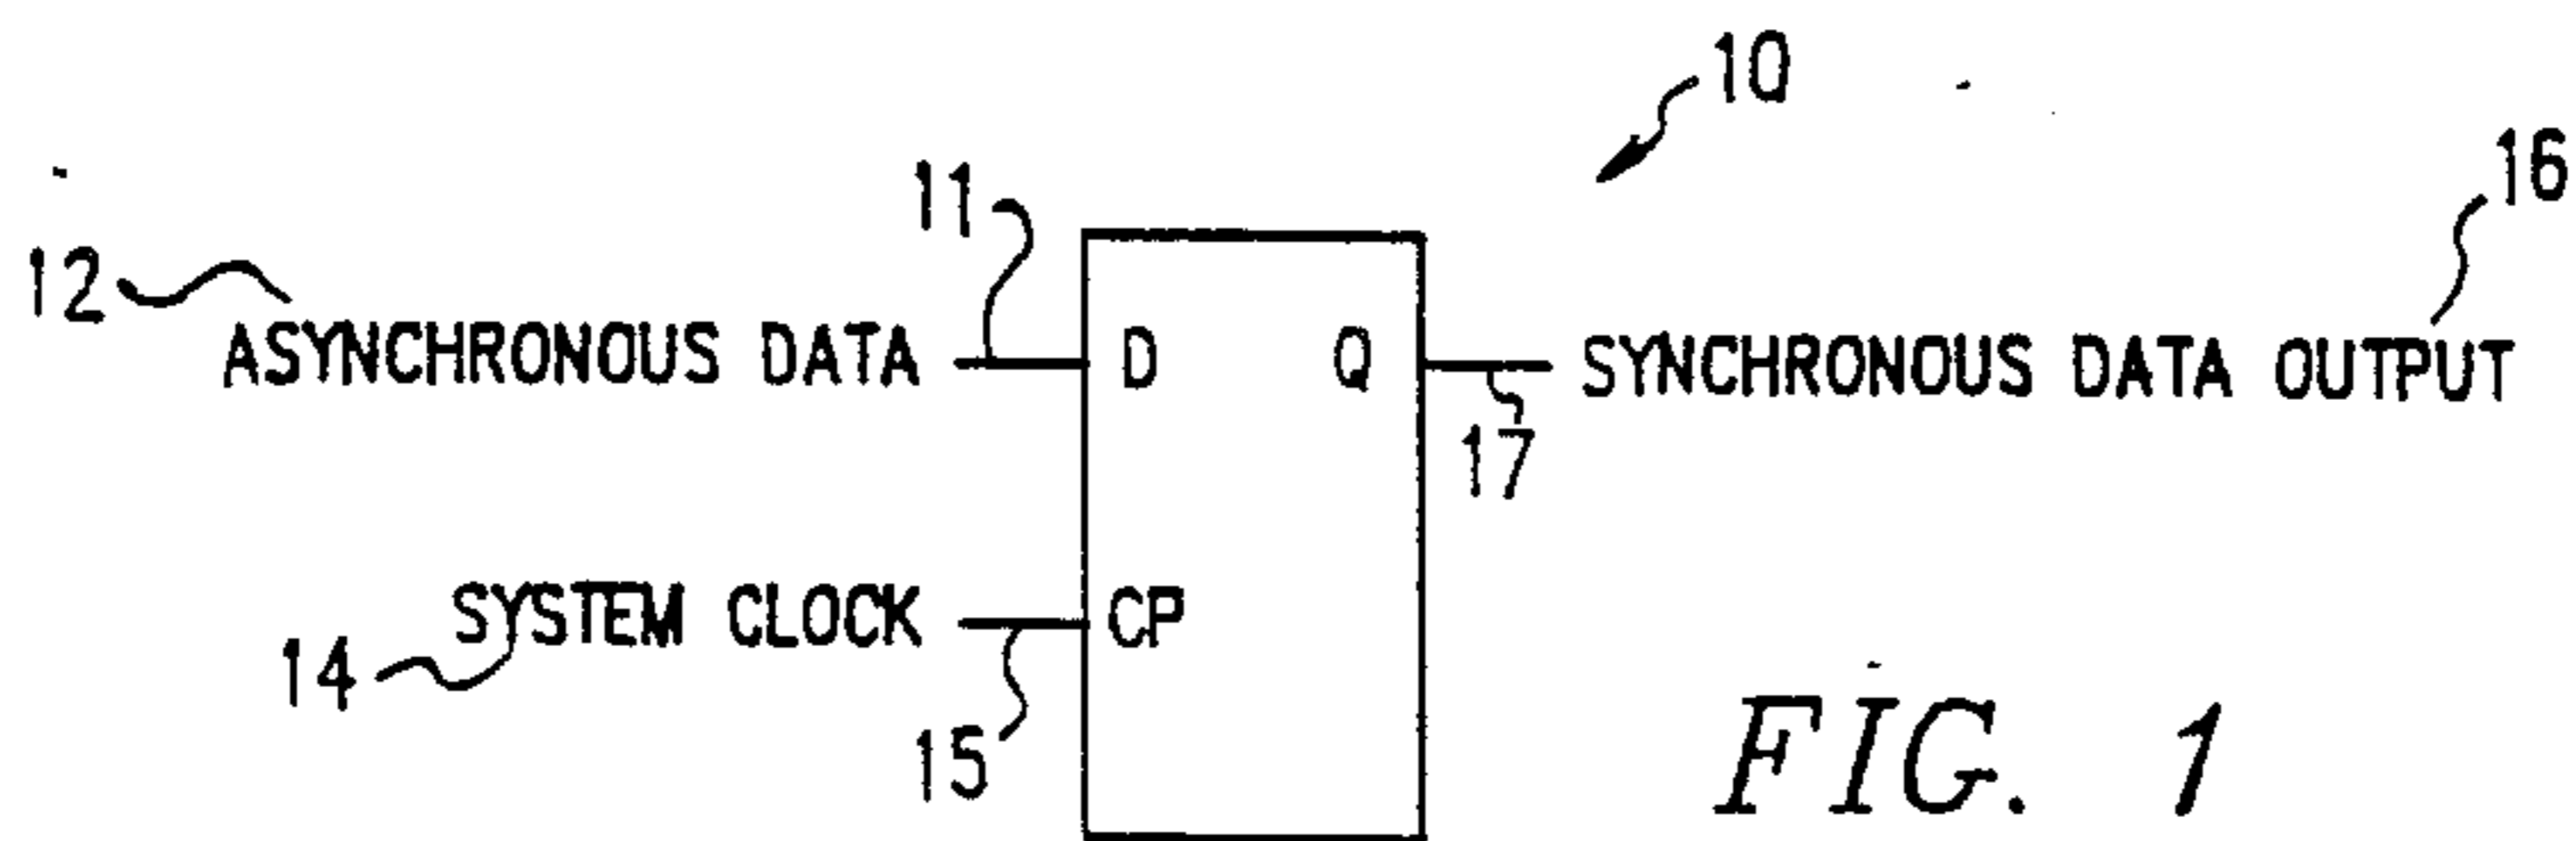 10
16
11
12
ASYNCHRONOUS DATA D Q SYNCHRONOUS DATA OUTPUT
17
SYSTEM CLOCK CP
14
15
FIG. 1